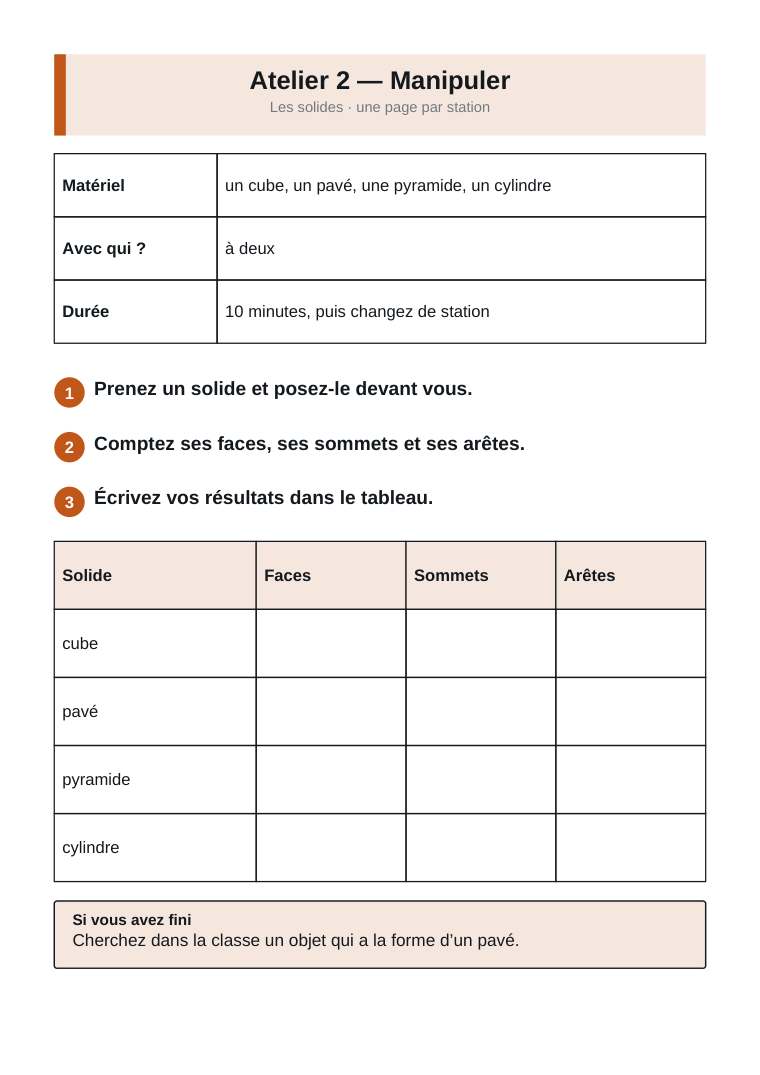 Atelier 2 — Manipuler
Les solides · une page par station
Matériel un cube, un pavé, une pyramide, un cylindre
Avec qui ? à deux
Durée 10 minutes, puis changez de station
1 Prenez un solide et posez-le devant vous.
2 Comptez ses faces, ses sommets et ses arêtes.
3 Écrivez vos résultats dans le tableau.
Solide Faces Sommets Arêtes
cube
pavé
pyramide
cylindre
Si vous avez fini
Cherchez dans la classe un objet qui a la forme d’un pavé.